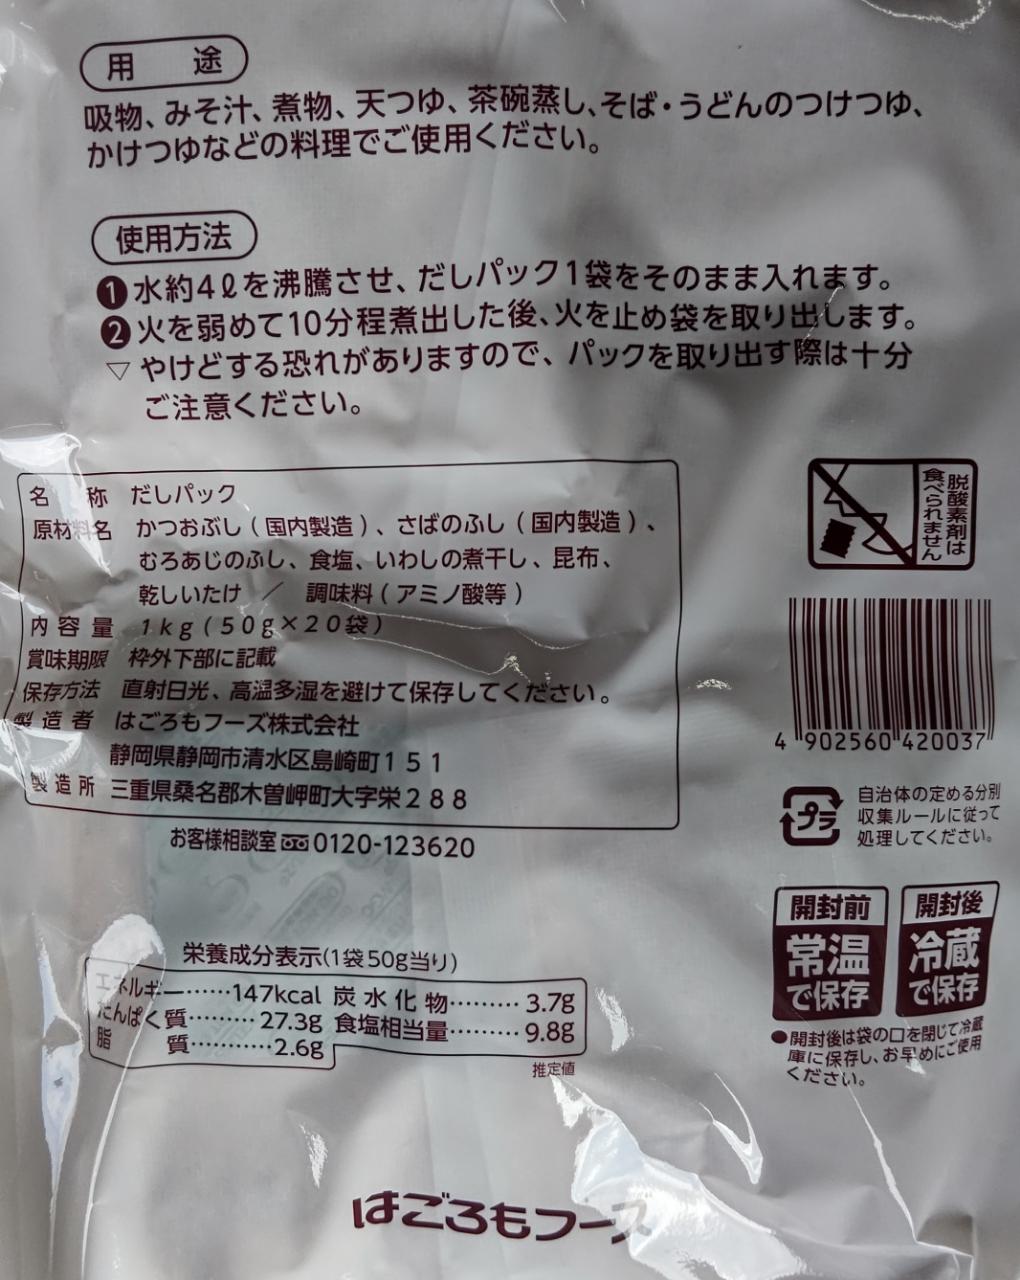 用途
吸物、みそ汁、煮物、天つゆ、茶碗蒸し、そば・うどんのつけつゆ、
かけつゆなどの料理でご使用ください。
使用方法
❶水約4ℓを沸騰させ、だしパック1袋をそのまま入れます。
❷火を弱めて10分程煮出した後、火を止め袋を取り出します。
▽やけどする恐れがありますので、パックを取り出す際は十分
ご注意ください。
名称 だしパック
原材料名 かつおぶし(国内製造)、さばのふし(国内製造)、
むろあじのふし、食塩、いわしの煮干し、昆布、
乾しいたけ / 調味料(アミノ酸等)
内容量 1kg(50g×20袋)
賞味期限 枠外下部に記載
保存方法 直射日光、高温多湿を避けて保存してください。
製造者 はごろもフーズ株式会社
静岡県静岡市清水区島崎町151
製造所 三重県桑名郡木曽岬町大字栄288
お客様相談室 0120-123620
脱酸素剤は
食べられません
4 902560 420037
プラ
自治体の定める分別
収集ルールに従って
処理してください。
開封前
常温
で保存
開封後
冷蔵
で保存
●開封後は袋の口を閉じて冷蔵
庫に保存し、お早めにご使用
ください。
栄養成分表示(1袋50g当り)
エネルギー……147kcal 炭水化物………3.7g
たんぱく質………27.3g 食塩相当量………9.8g
脂質…………2.6g
推定値
はごろもフーズ